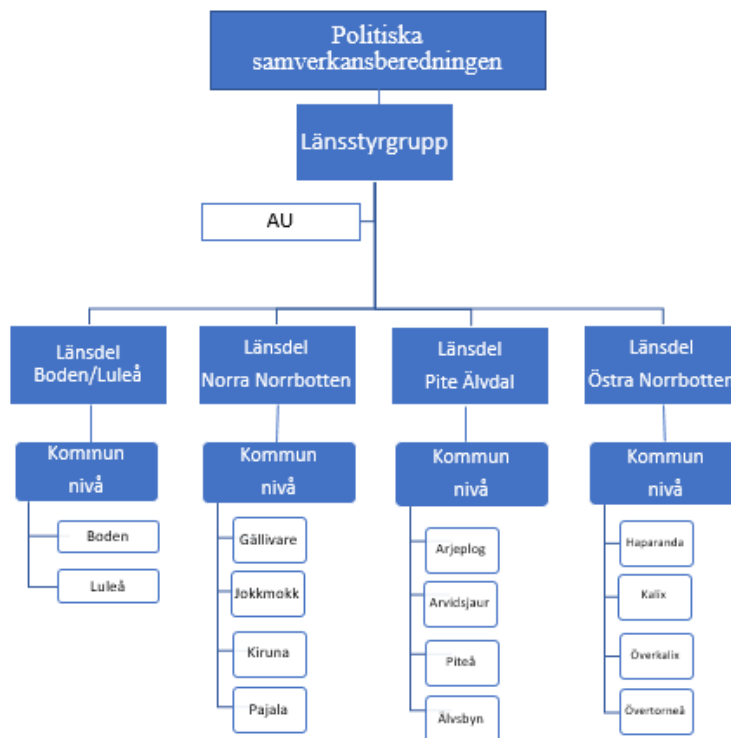 Politiska
samverkansberedningen
Länsstyrgrupp
AU
Länsdel
Boden/Luleå
Länsdel
Norra Norrbotten
Länsdel
Pite Älvdal
Länsdel
Östra Norrbotten
Kommun
nivå
Kommun
nivå
Kommun
nivå
Kommun
nivå
Boden
Luleå
Gällivare
Jokkmokk
Kiruna
Pajala
Arjeplog
Arvidsjaur
Piteå
Älvsbyn
Haparanda
Kalix
Överkalix
Övertorneå